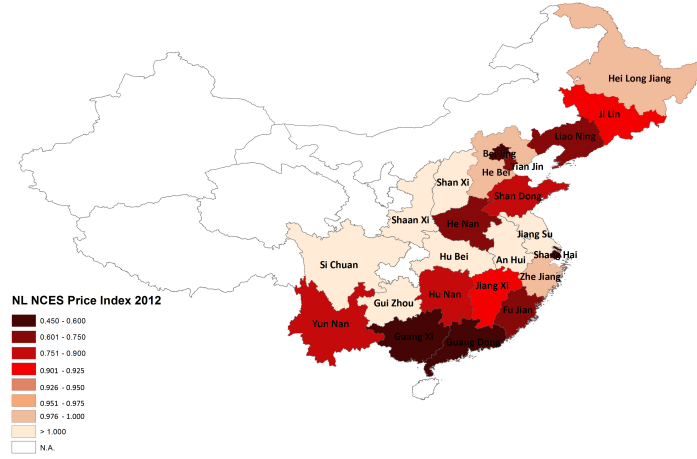 Hei Long Jiang
Ji Lin
Liao Ning
Bei Jing
Tian Jin
He Bei
Shan Xi
Shan Dong
Shaan Xi
He Nan
Jiang Su
Si Chuan
Hu Bei
An Hui
Shang Hai
Zhe Jiang
Gui Zhou
Hu Nan
Jiang Xi
Fu Jian
Yun Nan
Guang Xi
Guang Dong
NL NCES Price Index 2012
0.450 - 0.600
0.601 - 0.750
0.751 - 0.900
0.901 - 0.925
0.926 - 0.950
0.951 - 0.975
0.976 - 1.000
> 1.000
N.A.